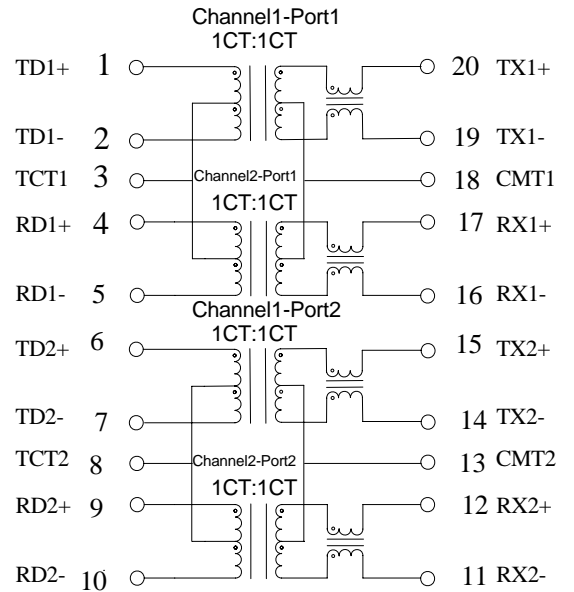 Channel1-Port1
1CT:1CT
TD1+ 1 20 TX1+
TD1- 2 19 TX1-
TCT1 3 Channel2-Port1 18 CMT1
1CT:1CT
RD1+ 4 17 RX1+
RD1- 5 16 RX1-
Channel1-Port2
1CT:1CT
TD2+ 6 15 TX2+
TD2- 7 14 TX2-
TCT2 8 Channel2-Port2 13 CMT2
1CT:1CT
RD2+ 9 12 RX2+
RD2- 10 11 RX2-